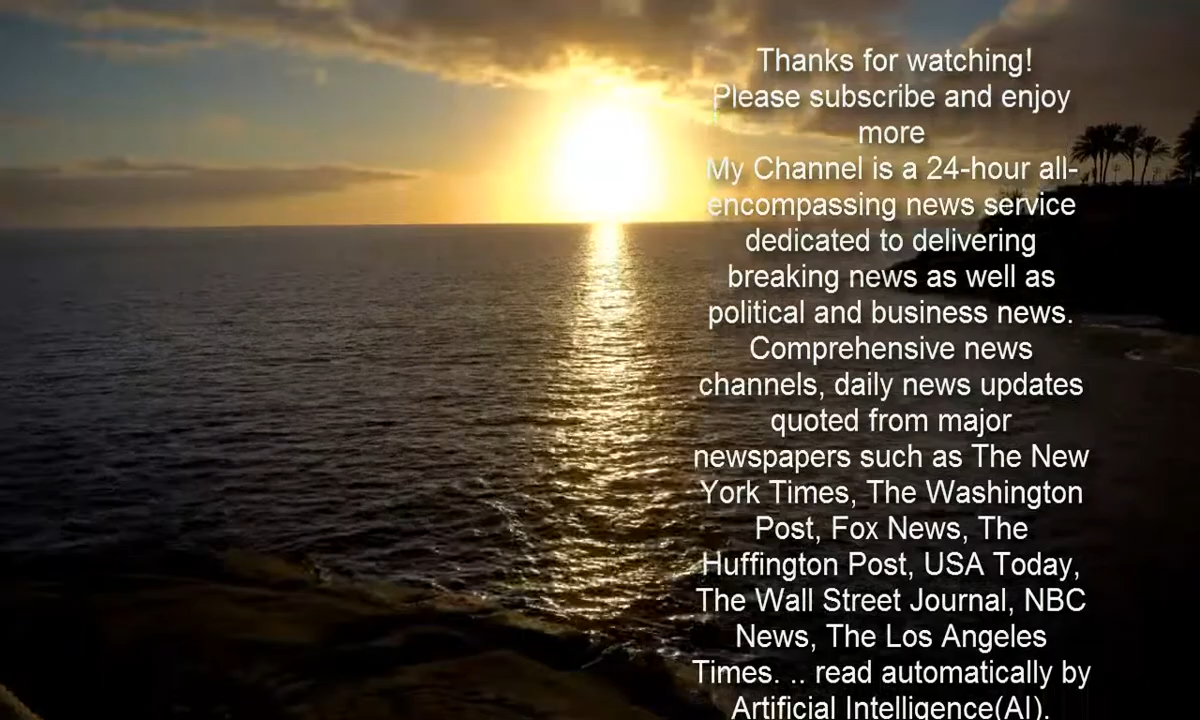 Thanks for watching!
Please subscribe and enjoy
more
My Channel is a 24-hour all-
encompassing news service
dedicated to delivering
breaking news as well as
political and business news.
Comprehensive news
channels, daily news updates
quoted from major
newspapers such as The New
York Times, The Washington
Post, Fox News, The
Huffington Post, USA Today,
The Wall Street Journal, NBC
News, The Los Angeles
Times. .. read automatically by
Artificial Intelligence(AI).